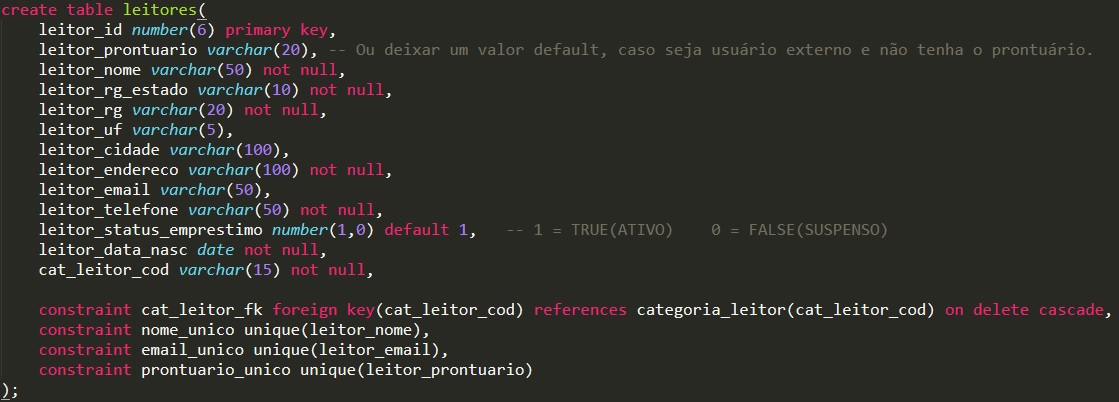 create table leitores(
leitor_id number(6) primary key,
leitor_prontuario varchar(20), -- Ou deixar um valor default, caso seja usuário externo e não tenha o prontuário.
leitor_nome varchar(50) not null,
leitor_rg_estado varchar(10) not null,
leitor_rg varchar(20) not null,
leitor_uf varchar(5),
leitor_cidade varchar(100),
leitor_endereco varchar(100) not null,
leitor_email varchar(50),
leitor_telefone varchar(50) not null,
leitor_status_emprestimo number(1,0) default 1, -- 1 = TRUE(ATIVO) 0 = FALSE(SUSPENSO)
leitor_data_nasc date not null,
cat_leitor_cod varchar(15) not null,
constraint cat_leitor_fk foreign key(cat_leitor_cod) references categoria_leitor(cat_leitor_cod) on delete cascade,
constraint nome_unico unique(leitor_nome),
constraint email_unico unique(leitor_email),
constraint prontuario_unico unique(leitor_prontuario)
);